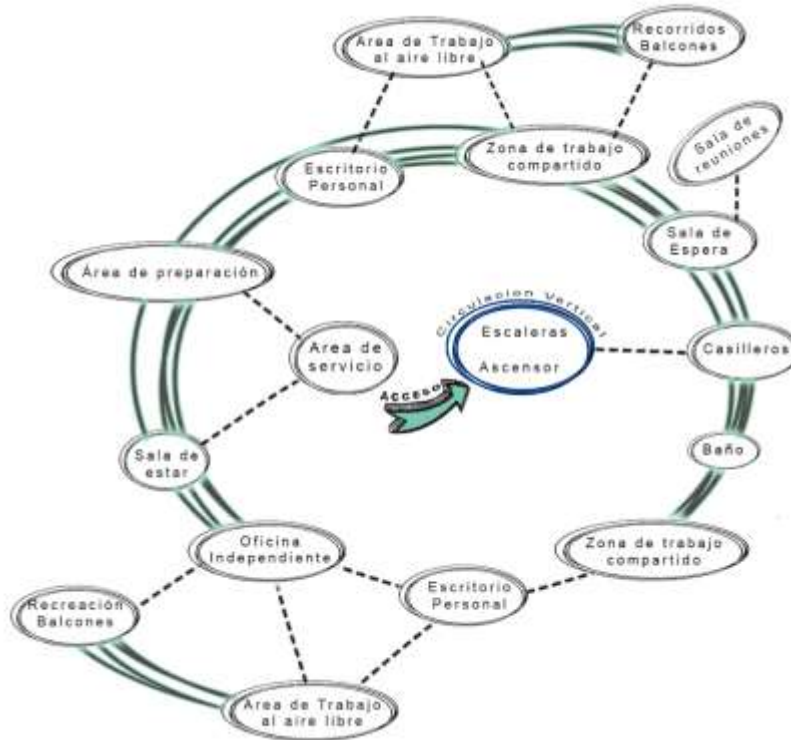 Area de Trabajo
al aire libre
Recorridos
Balcones
Zona de trabajo
compartido
Sala de
reuniones
Escritorio
Personal
Sala de
Espera
Área de preparación
Circulacion Vertical
Escaleras
Ascensor
Area de
servicio
Casilleros
Acceso
Sala de
estar
Baño
Oficina
Independiente
Zona de trabajo
compartido
Escritorio
Personal
Recreación
Balcones
Area de Trabajo
al aire libre